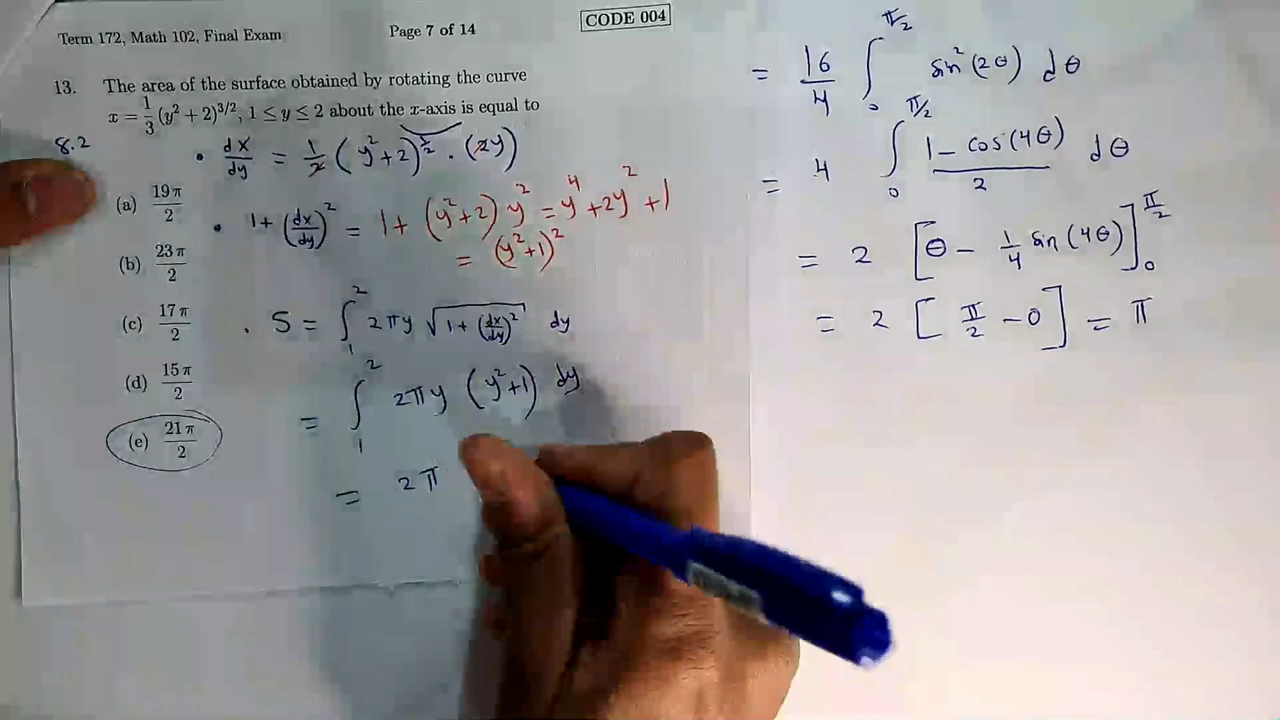 Term 172, Math 102, Final Exam Page 7 of 14 CODE 004
13. The area of the surface obtained by rotating the curve
x = 1/3 (y² + 2)^3/2, 1 ≤ y ≤ 2 about the x-axis is equal to
8.2
• dx/dy = 1/2 (y²+2)^1/2 · (2y)
(a) 19π/2
• 1 + (dx/dy)² = 1 + (y²+2) y² = y⁴ + 2y² + 1
= (y²+1)²
(b) 23π/2
(c) 17π/2
. S = ∫₁² 2πy √(1 + (dx/dy)²) dy
(d) 15π/2
= ∫₁² 2πy (y²+1) dy
(e) 21π/2
= 2π
= 16/4 ∫₀^π/2 sin²(2θ) dθ
= 4 ∫₀^π/2 (1 - cos(4θ))/2 dθ
= 2 [θ - 1/4 sin(4θ)]₀^π/2
= 2 [π/2 - 0] = π